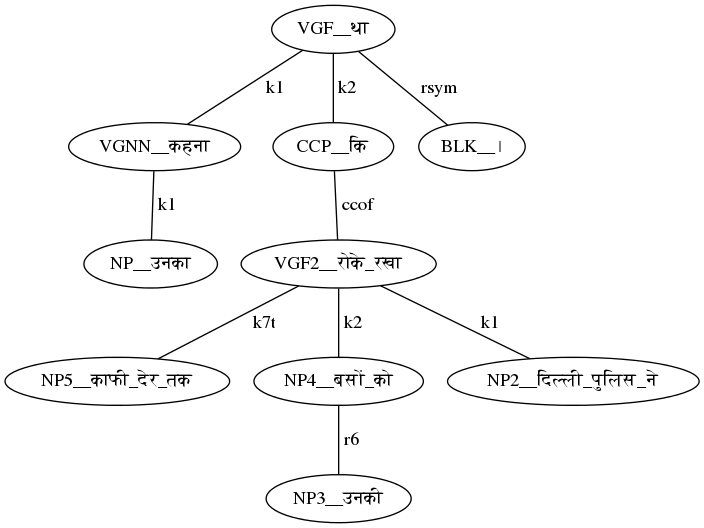 VGF__था
k1
k2
rsym
VGNN__कहना
CCP__कि
BLK__।
k1
ccof
NP__उनका
VGF2__रोके_रखा
k7t
k2
k1
NP5__काफी_देर_तक
NP4__बसों_को
NP2__दिल्ली_पुलिस_ने
r6
NP3__उनकी